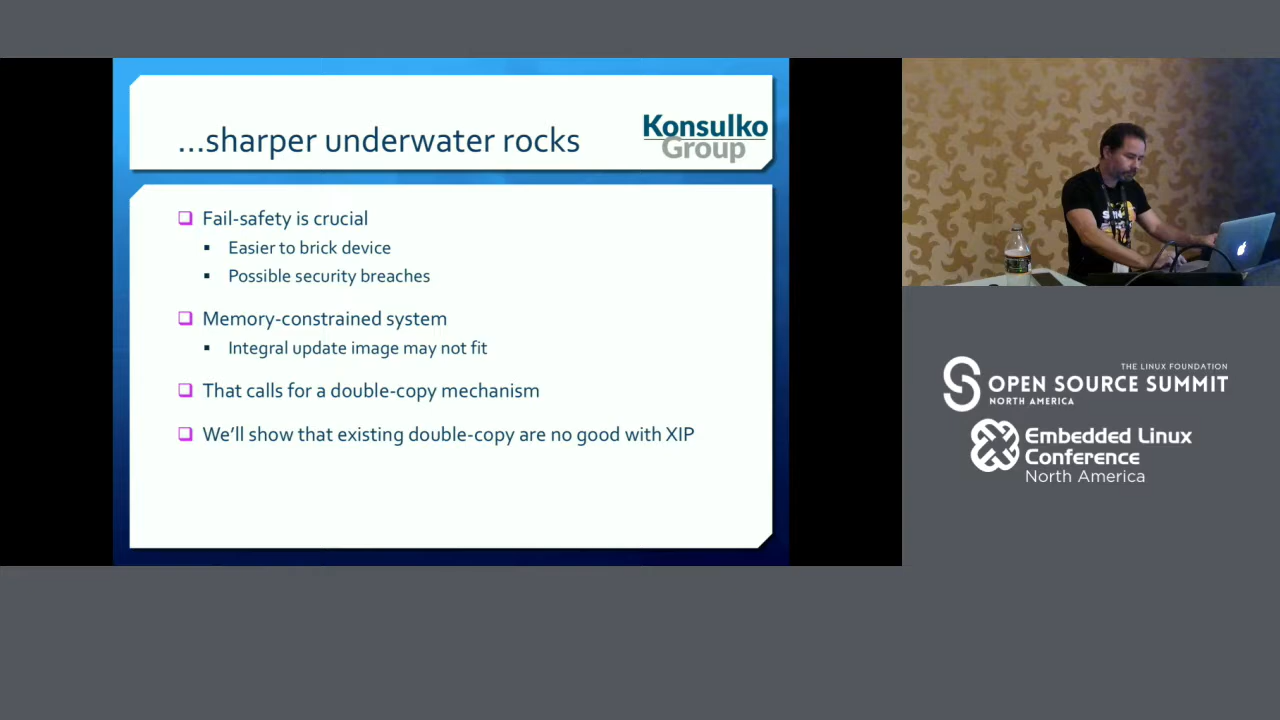 ...sharper underwater rocks
Konsulko
Group
Fail-safety is crucial
Easier to brick device
Possible security breaches
Memory-constrained system
Integral update image may not fit
That calls for a double-copy mechanism
We'll show that existing double-copy are no good with XIP
THE LINUX FOUNDATION
OPEN SOURCE SUMMIT
NORTH AMERICA
Embedded Linux
Conference
North America